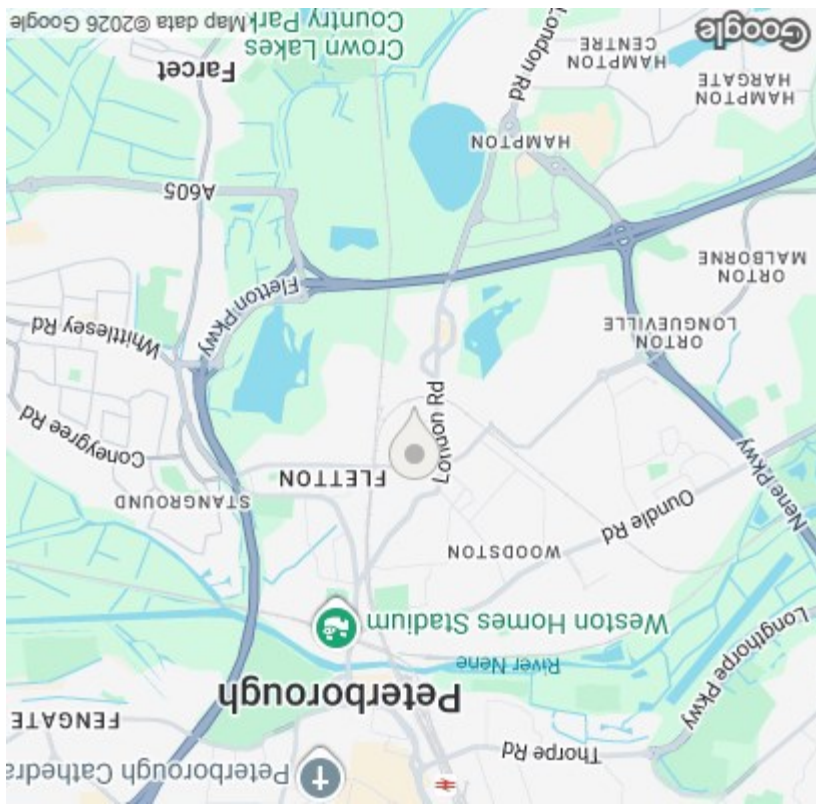 Thorpe Rd
Peterborough Cathedra
Longthorpe Pkwy
FENGATE
Peterborough
River Nene
Weston Homes Stadium
Nene Pkwy
WOODSTON
Oundle Rd
STANGROUND
FLETTON
London Rd
Coneygree Rd
ORTON
LONGUEVILLE
Whittlesey Rd
Fletton Pkwy
ORTON
MALBORNE
A605
HAMPTON
HAMPTON
HARGATE
HAMPTON
CENTRE
London Rd
Farcet
Crown Lakes
Country Park
Google
Map data ©2026 Google